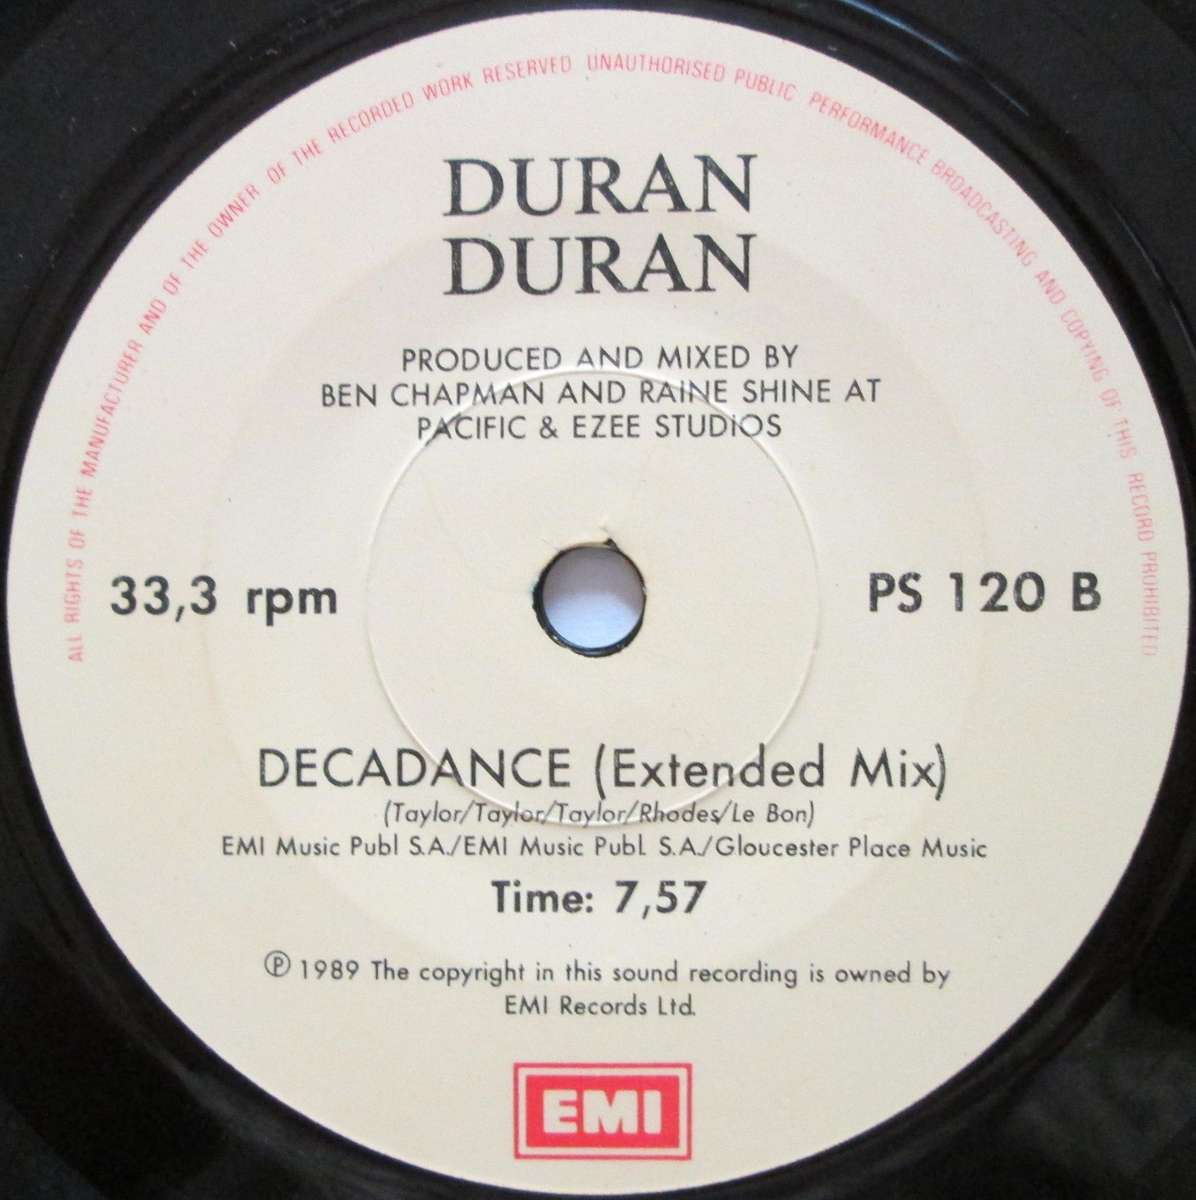 ALL RIGHTS OF THE MANUFACTURER AND OF THE OWNER OF THE RECORDED WORK RESERVED UNAUTHORISED PUBLIC PERFORMANCE BROADCASTING AND COPYING OF THIS RECORD PROHIBITED
DURAN
DURAN
PRODUCED AND MIXED BY
BEN CHAPMAN AND RAINE SHINE AT
PACIFIC & EZEE STUDIOS
33,3 rpm
PS 120 B
DECADANCE (Extended Mix)
(Taylor/Taylor/Taylor/Rhodes/Le Bon)
EMI Music Publ S.A./EMI Music Publ. S.A./Gloucester Place Music
Time: 7,57
℗ 1989 The copyright in this sound recording is owned by
EMI Records Ltd.
EMI